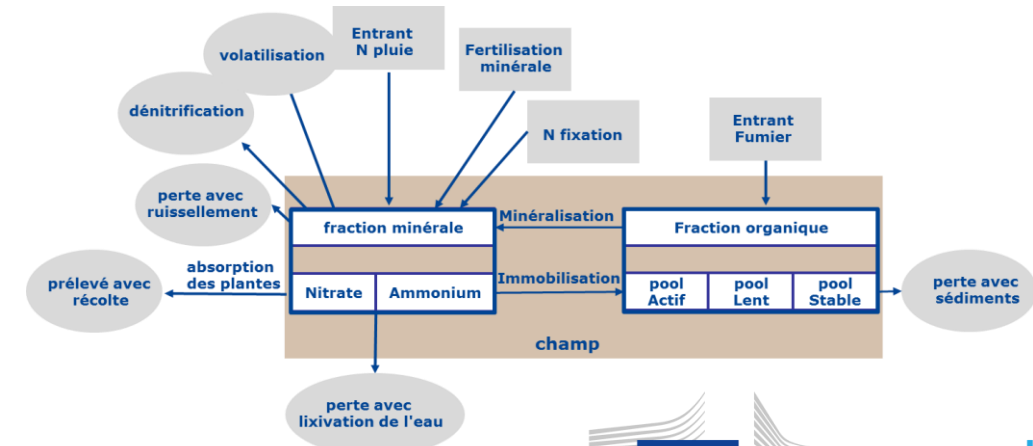 Entrant
N pluie
volatilisation
Fertilisation
minérale
dénitrification
N fixation
Entrant
Fumier
perte avec
ruissellement
fraction minérale
Minéralisation
Fraction organique
prélevé avec
récolte
absorption
des plantes
Nitrate
Ammonium
Immobilisation
pool
Actif
pool
Lent
pool
Stable
perte avec
sédiments
champ
perte avec
lixivation de l'eau